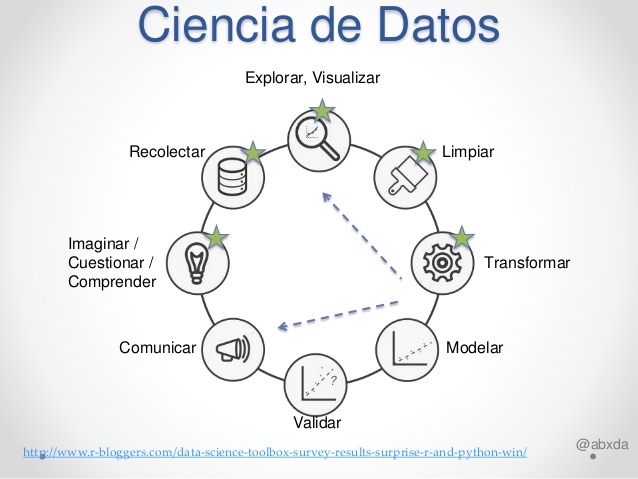 Ciencia de Datos
Explorar, Visualizar
Recolectar
Limpiar
Imaginar /
Cuestionar /
Comprender
Transformar
Comunicar
Modelar
?
Validar
@abxda
http://www.r-bloggers.com/data-science-toolbox-survey-results-surprise-r-and-python-win/